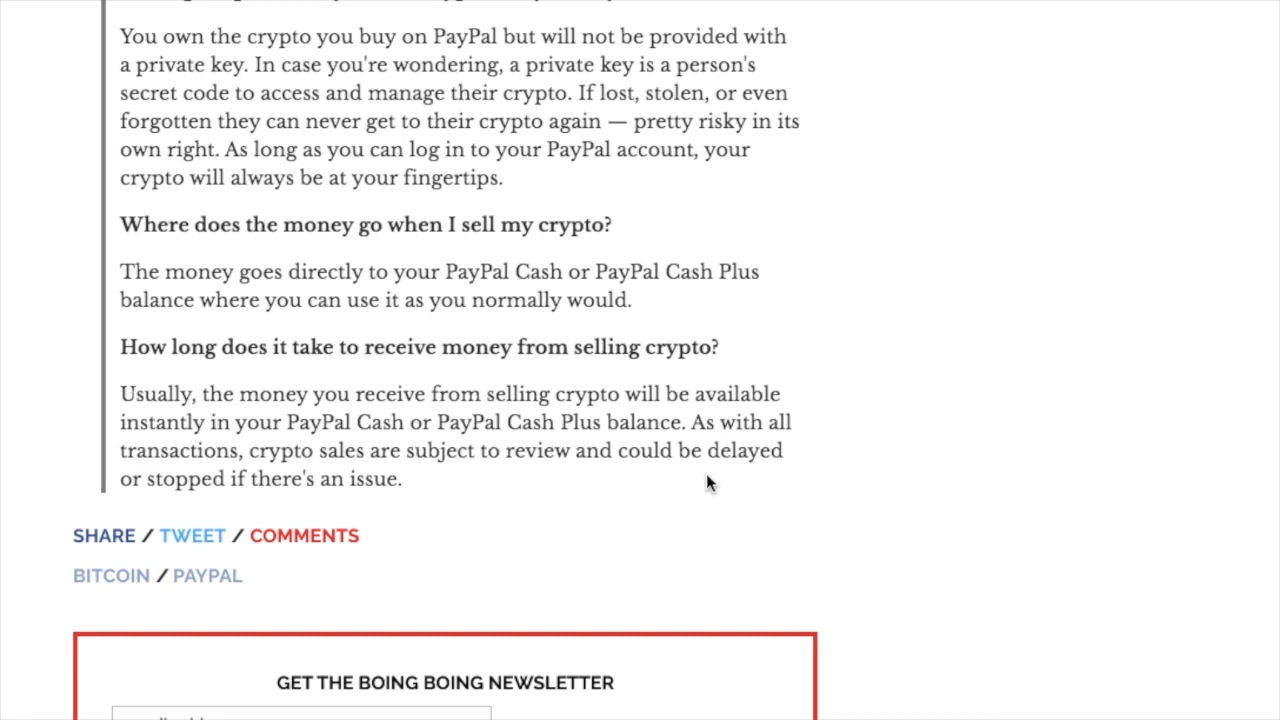 You own the crypto you buy on PayPal but will not be provided with
a private key. In case you're wondering, a private key is a person's
secret code to access and manage their crypto. If lost, stolen, or even
forgotten they can never get to their crypto again — pretty risky in its
own right. As long as you can log in to your PayPal account, your
crypto will always be at your fingertips.
Where does the money go when I sell my crypto?
The money goes directly to your PayPal Cash or PayPal Cash Plus
balance where you can use it as you normally would.
How long does it take to receive money from selling crypto?
Usually, the money you receive from selling crypto will be available
instantly in your PayPal Cash or PayPal Cash Plus balance. As with all
transactions, crypto sales are subject to review and could be delayed
or stopped if there's an issue.
SHARE / TWEET / COMMENTS
BITCOIN / PAYPAL
GET THE BOING BOING NEWSLETTER